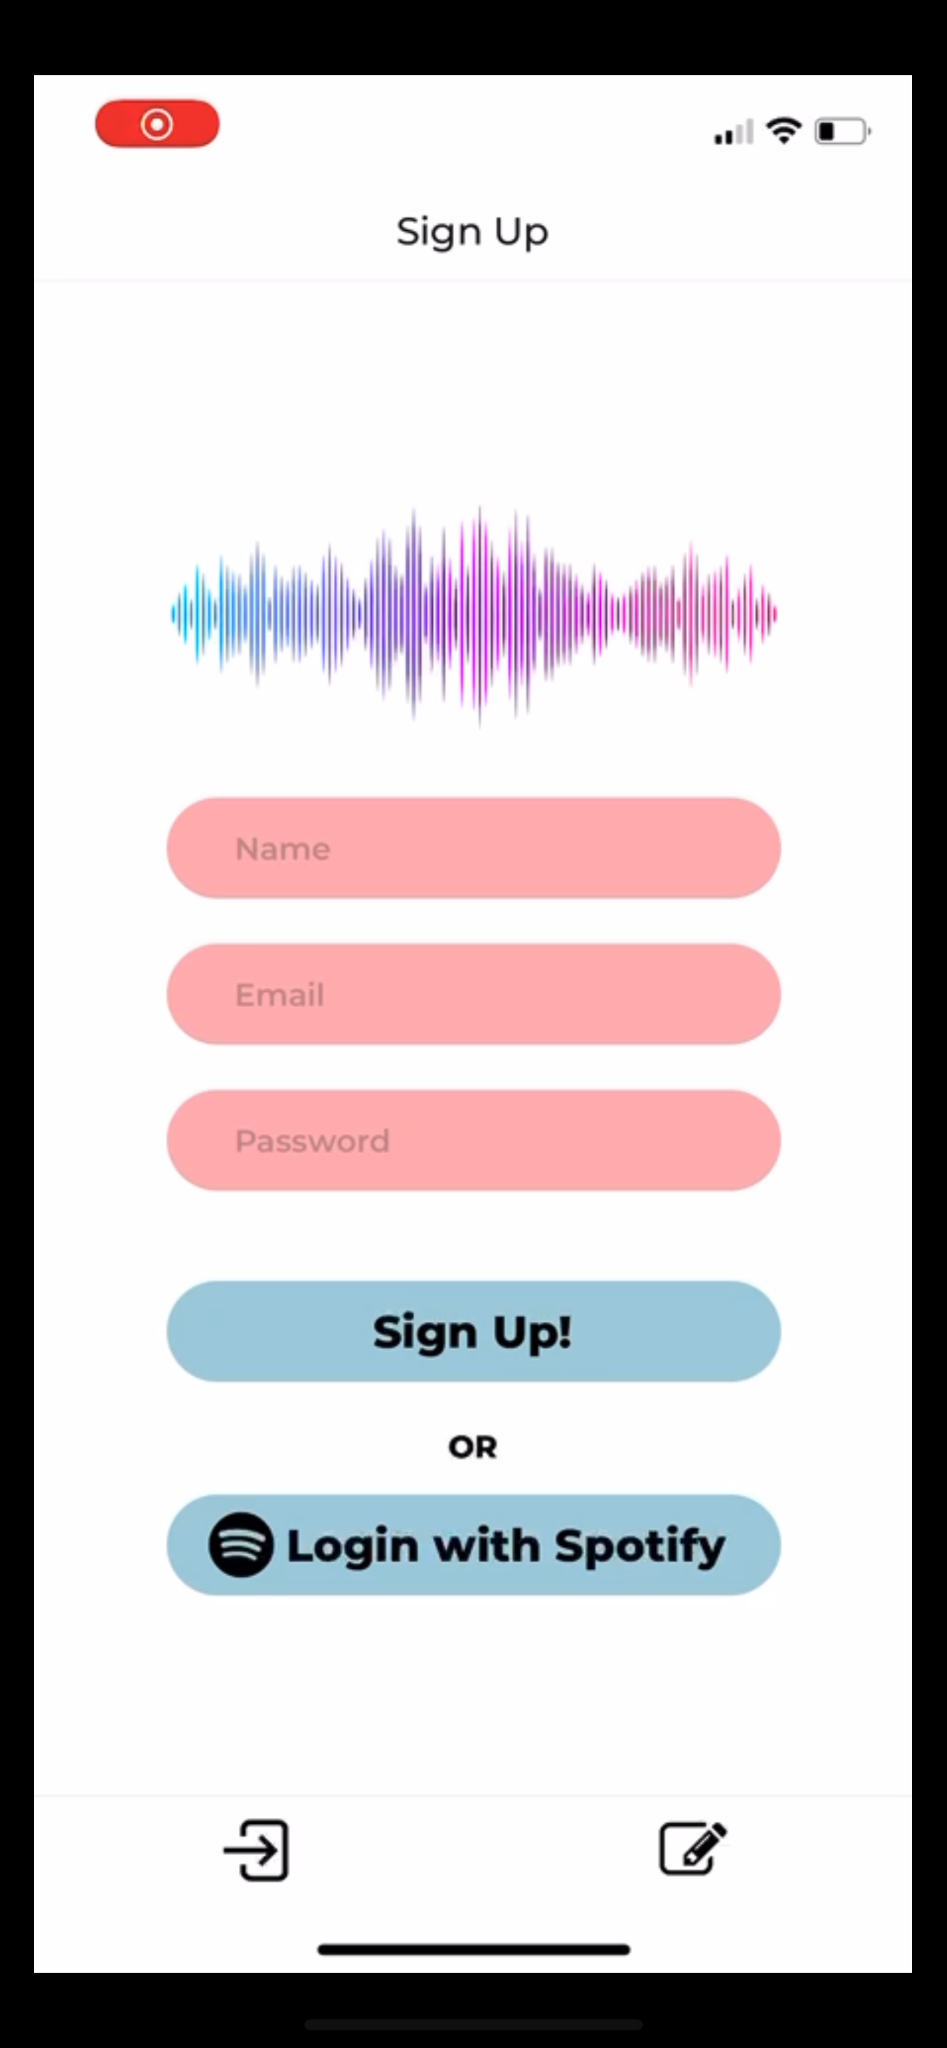 Sign Up
Name
Email
Password
Sign Up!
OR
Login with Spotify